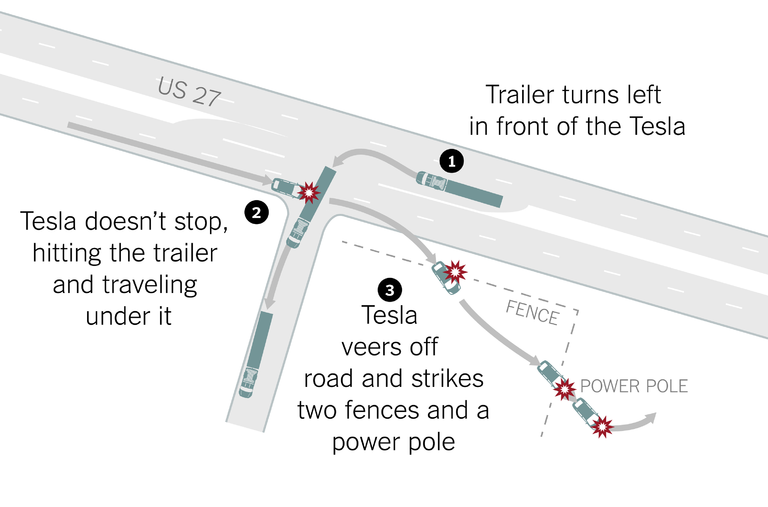 US 27
Trailer turns left
in front of the Tesla
1
2
Tesla doesn’t stop,
hitting the trailer
and traveling
under it
3
Tesla
veers off
road and strikes
two fences and a
power pole
FENCE
POWER POLE